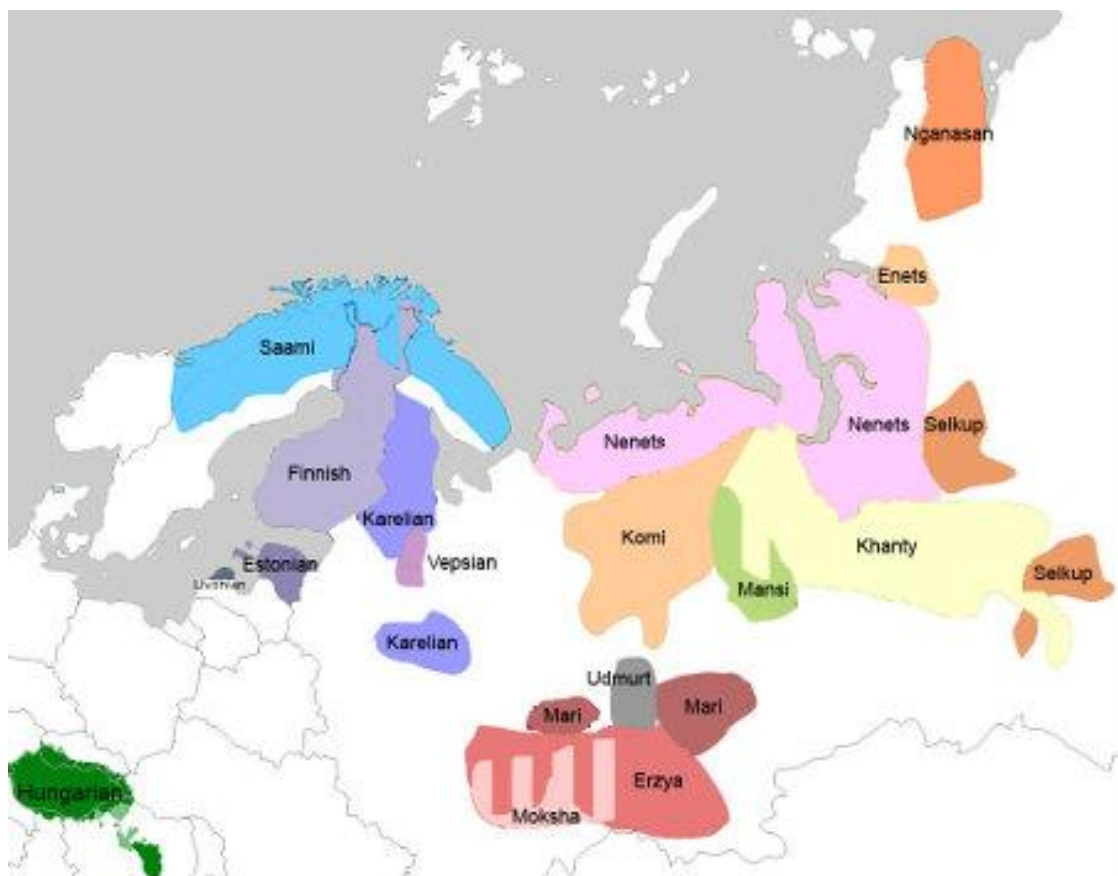 Nganasan
Enets
Saami
Nenets
Nenets
Selkup
Finnish
Karelian
Komi
Khanty
Estonian
Vepsian
Livonian
Mansi
Selkup
Karelian
Udmurt
Mari
Mari
Erzya
Hungarian
Moksha